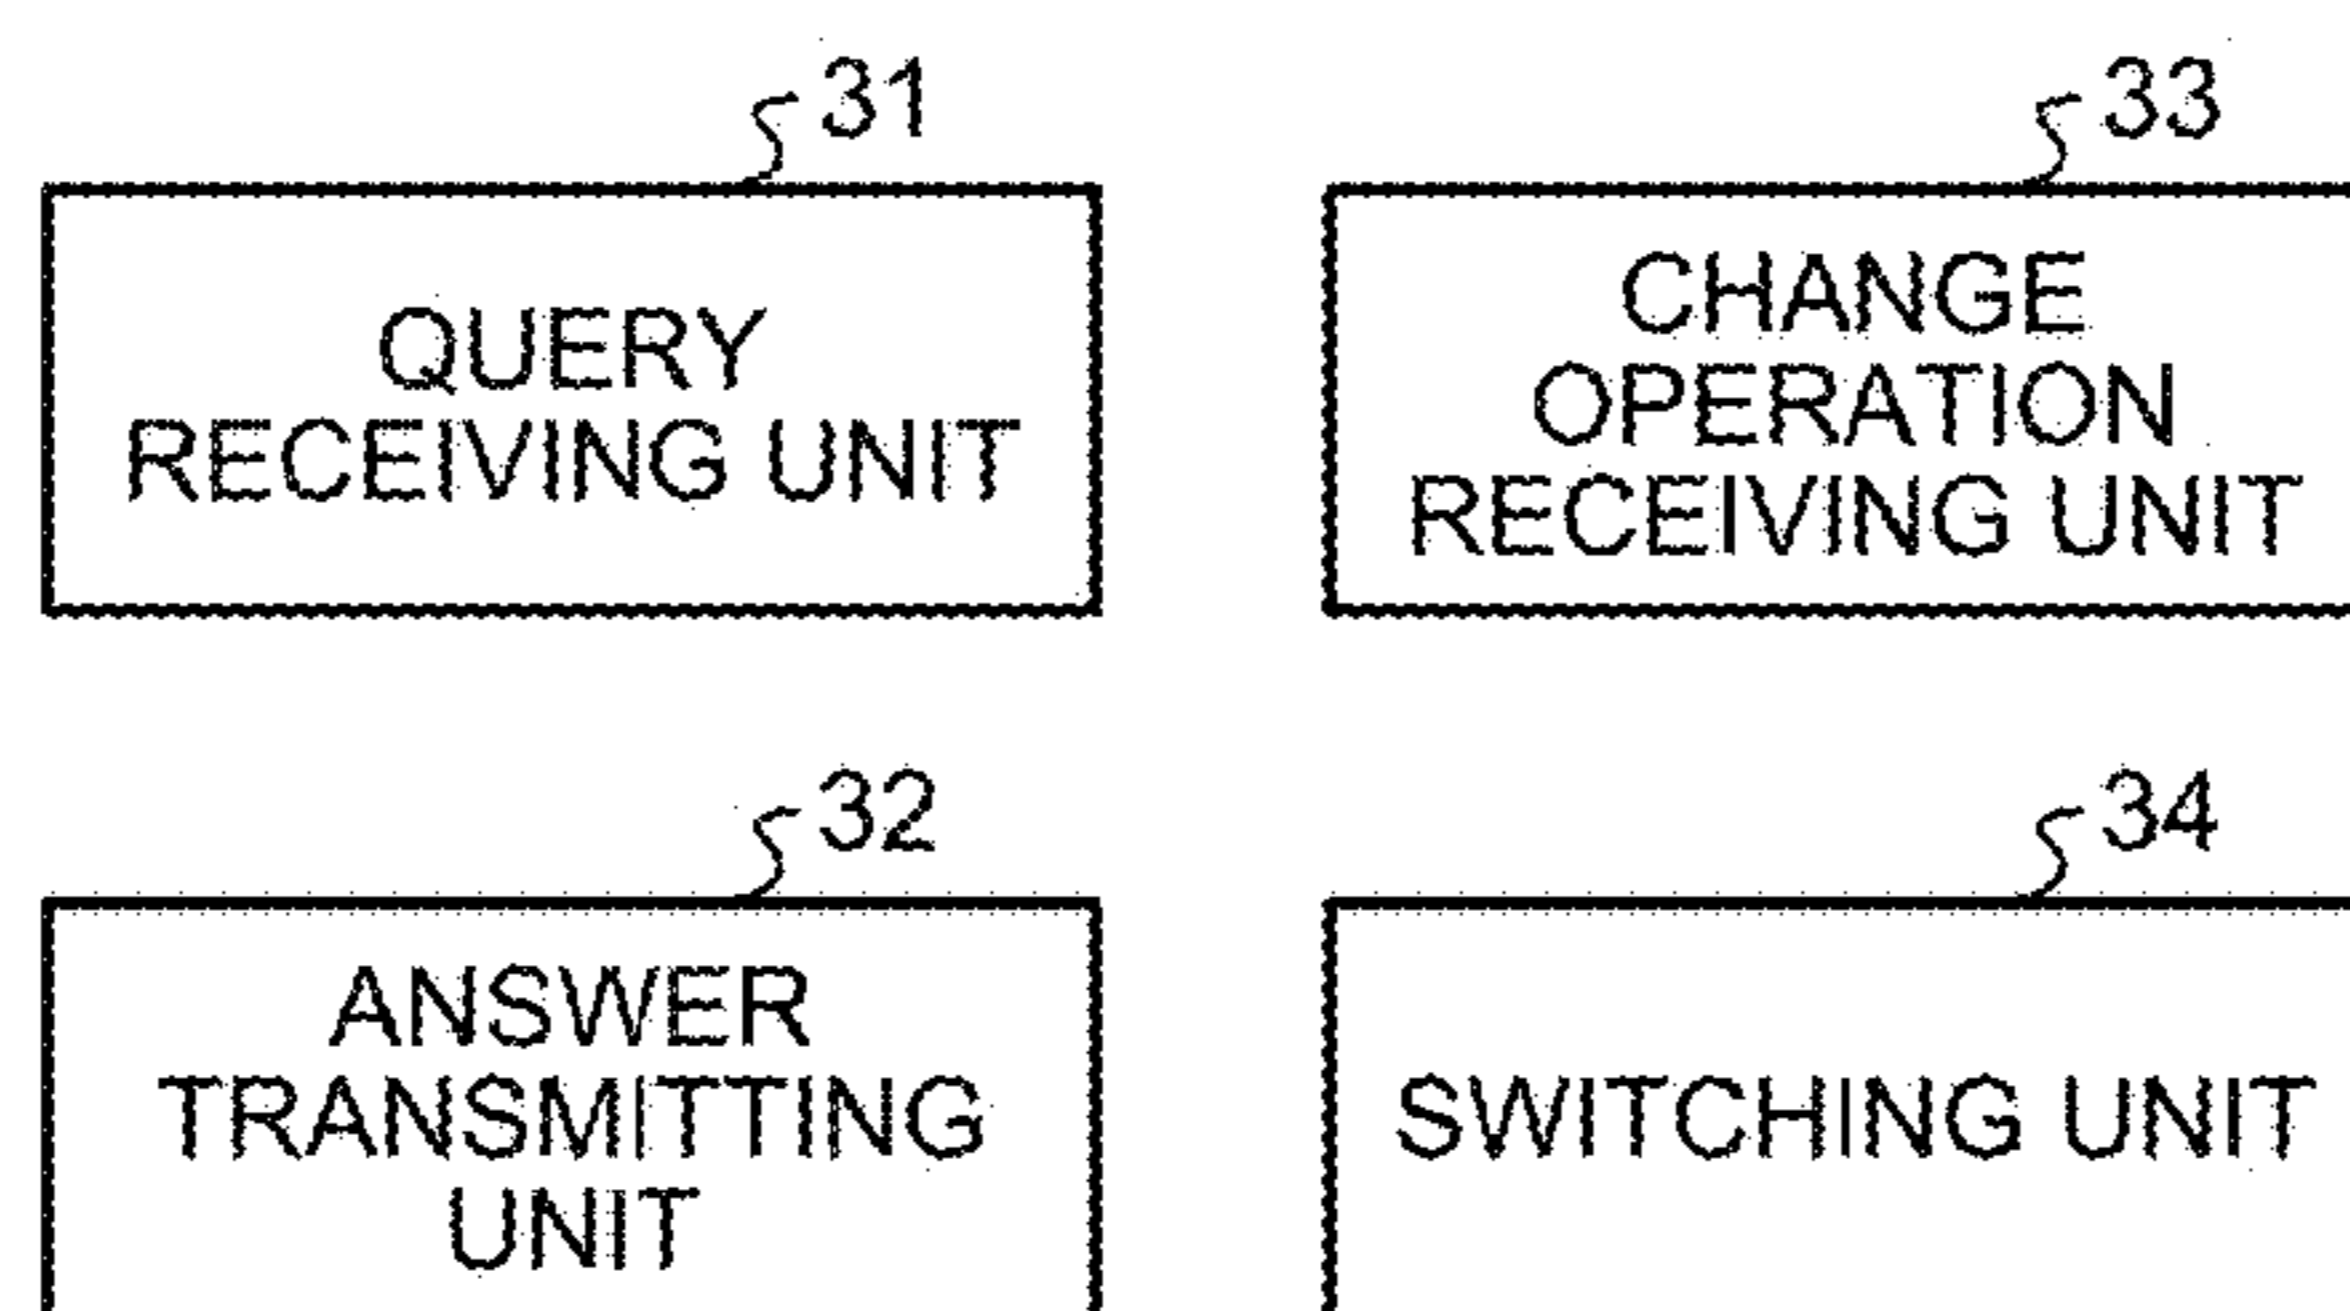 31
QUERY
RECEIVING UNIT
33
CHANGE
OPERATION
RECEIVING UNIT
32
ANSWER
TRANSMITTING
UNIT
34
SWITCHING UNIT